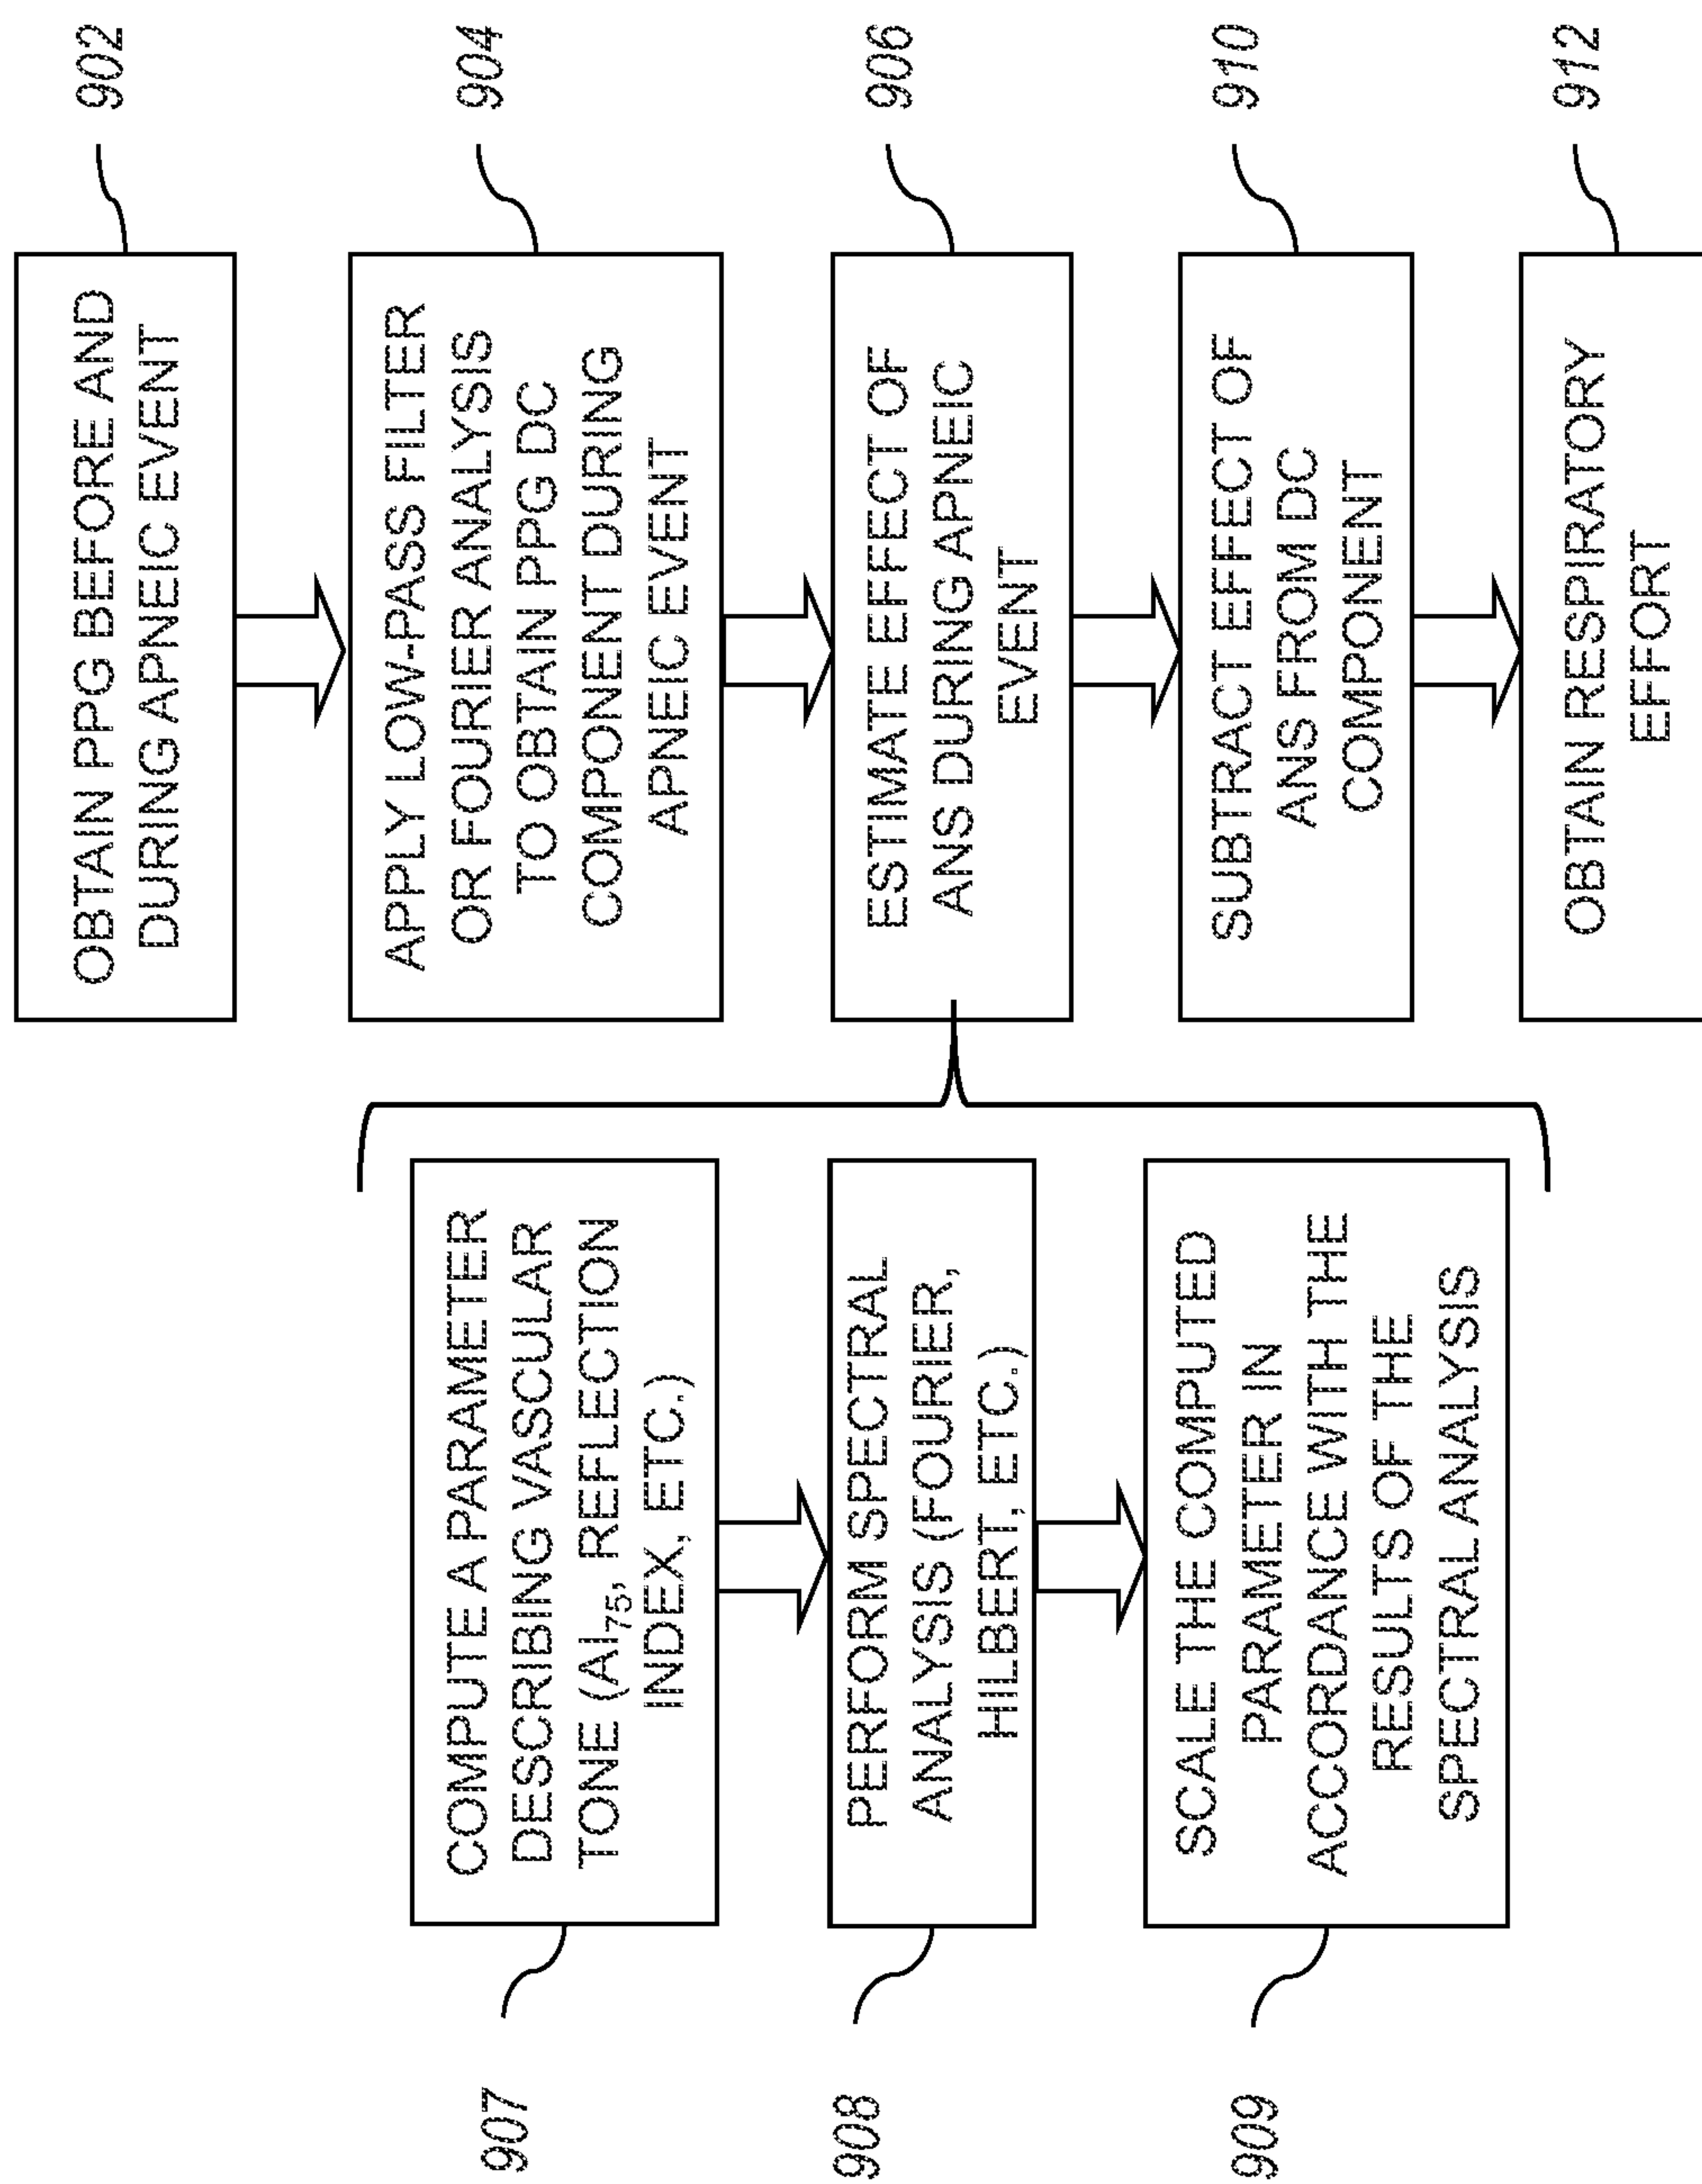 902
OBTAIN PPG BEFORE AND
DURING APNEIC EVENT
904
APPLY LOW-PASS FILTER
OR FOURIER ANALYSIS
TO OBTAIN PPG DC
COMPONENT DURING
APNEIC EVENT
906
ESTIMATE EFFECT OF
ANS DURING APNEIC
EVENT
907
COMPUTE A PARAMETER
DESCRIBING VASCULAR
TONE (AI75, REFLECTION
INDEX, ETC.)
908
PERFORM SPECTRAL
ANALYSIS (FOURIER,
HILBERT, ETC.)
909
SCALE THE COMPUTED
PARAMETER IN
ACCORDANCE WITH THE
RESULTS OF THE
SPECTRAL ANALYSIS
910
SUBTRACT EFFECT OF
ANS FROM DC
COMPONENT
912
OBTAIN RESPIRATORY
EFFORT